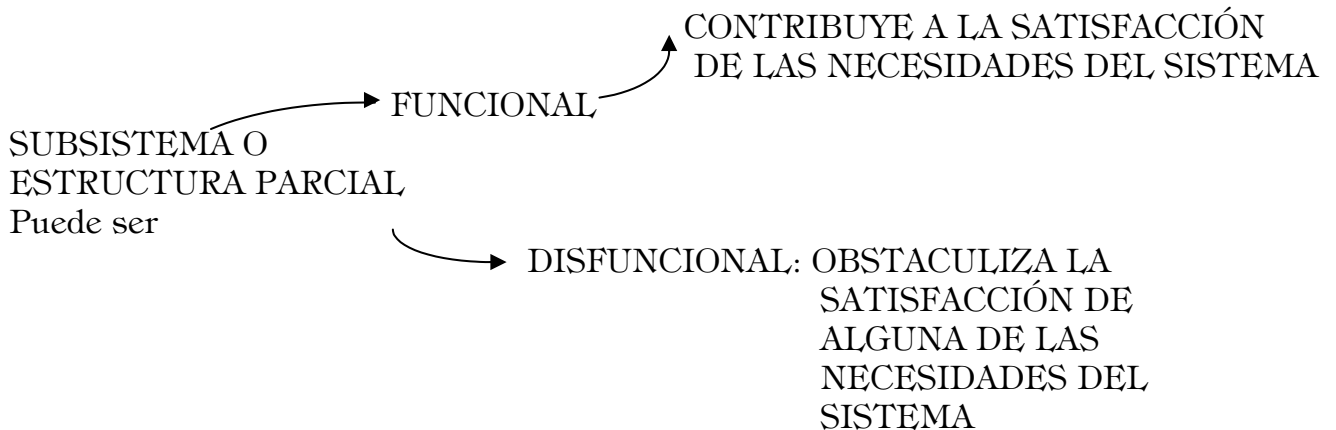 CONTRIBUYE A LA SATISFACCIÓN
DE LAS NECESIDADES DEL SISTEMA
FUNCIONAL
SUBSISTEMA O
ESTRUCTURA PARCIAL
Puede ser
DISFUNCIONAL: OBSTACULIZA LA
SATISFACCIÓN DE
ALGUNA DE LAS
NECESIDADES DEL
SISTEMA